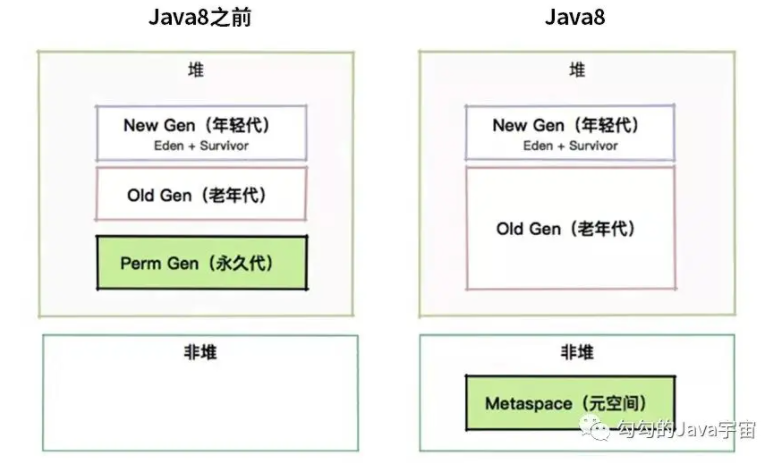 Java8之前
堆
New Gen（年轻代）
Eden + Survivor
Old Gen（老年代）
Perm Gen（永久代）
非堆
Java8
堆
New Gen（年轻代）
Eden + Survivor
Old Gen（老年代）
非堆
Metaspace（元空间）
勾勾的Java宇宙